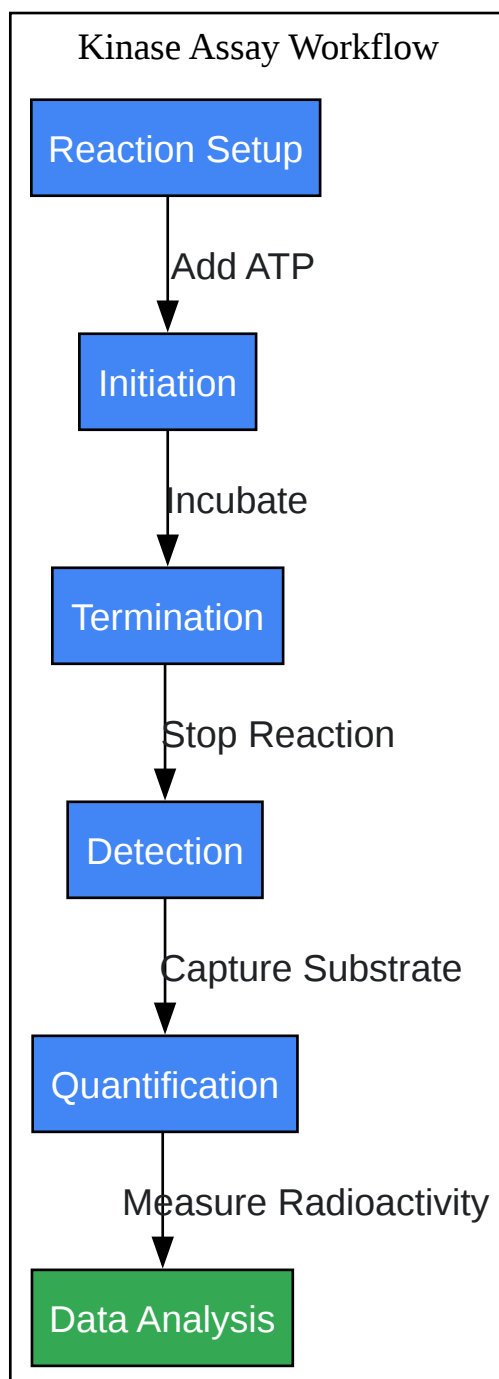 Kinase Assay Workflow
Reaction Setup
Add ATP
Initiation
Incubate
Termination
Stop Reaction
Detection
Capture Substrate
Quantification
Measure Radioactivity
Data Analysis